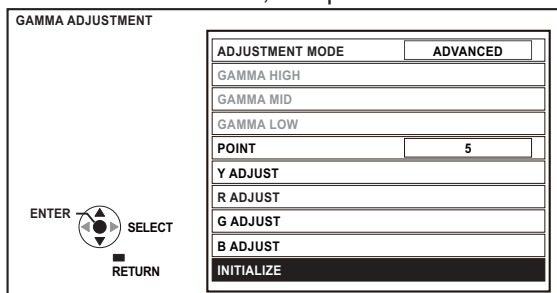 GAMMA ADJUSTMENT
ADJUSTMENT MODE ADVANCED
GAMMA HIGH
GAMMA MID
GAMMA LOW
POINT 5
Y ADJUST
R ADJUST
G ADJUST
B ADJUST
INITIALIZE
ENTER
SELECT
RETURN